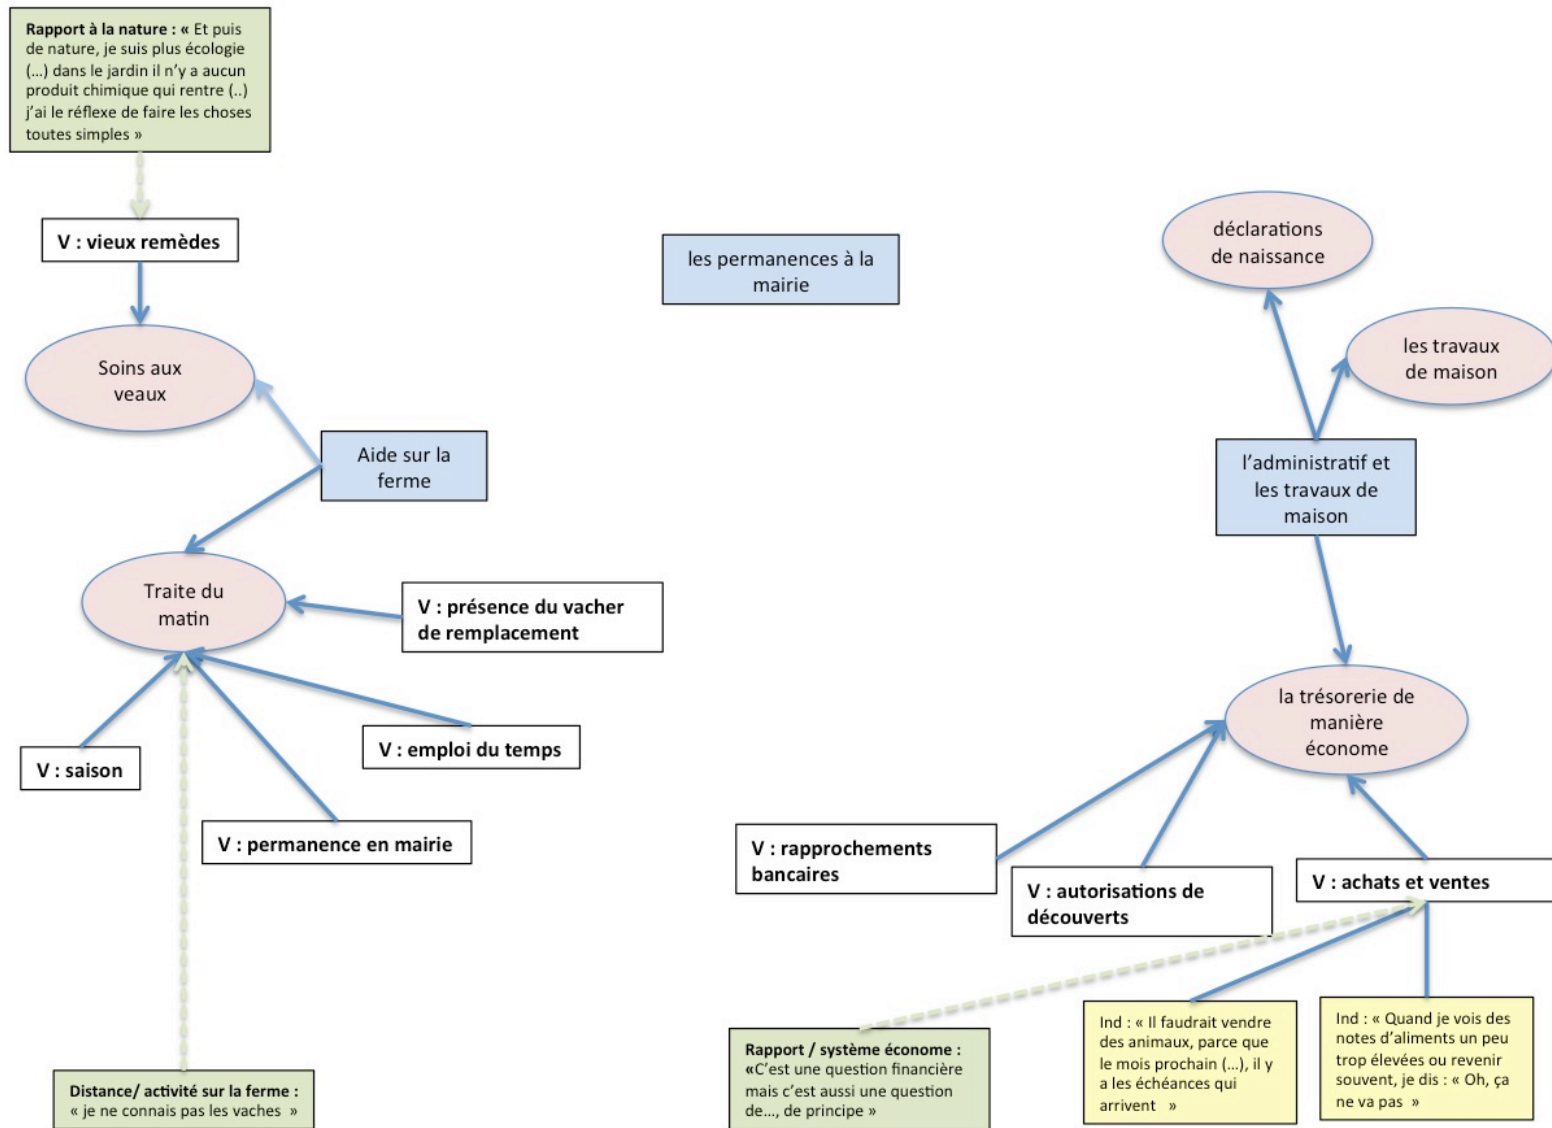 Rapport à la nature : « Et puis
de nature, je suis plus écologie
(...) dans le jardin il n'y a aucun
produit chimique qui rentre (..)
j'ai le réflexe de faire les choses
toutes simples »
V : vieux remèdes
les permanences à la
mairie
déclarations
de naissance
les travaux
de maison
Soins aux
veaux
Aide sur la
ferme
l'administratif et
les travaux de
maison
Traite du
matin
V : présence du vacher
de remplacement
la trésorerie de
manière
économe
V : emploi du temps
V : saison
V : permanence en mairie
V : rapprochements
bancaires
V : autorisations de
découverts
V : achats et ventes
Distance/ activité sur la ferme :
« je ne connais pas les vaches »
Rapport / système économe :
«C'est une question financière
mais c'est aussi une question
de..., de principe »
Ind : « Il faudrait vendre
des animaux, parce que
le mois prochain (...), il y
a les échéances qui
arrivent »
Ind : « Quand je vois des
notes d'aliments un peu
trop élevées ou revenir
souvent, je dis : « Oh, ça
ne va pas »